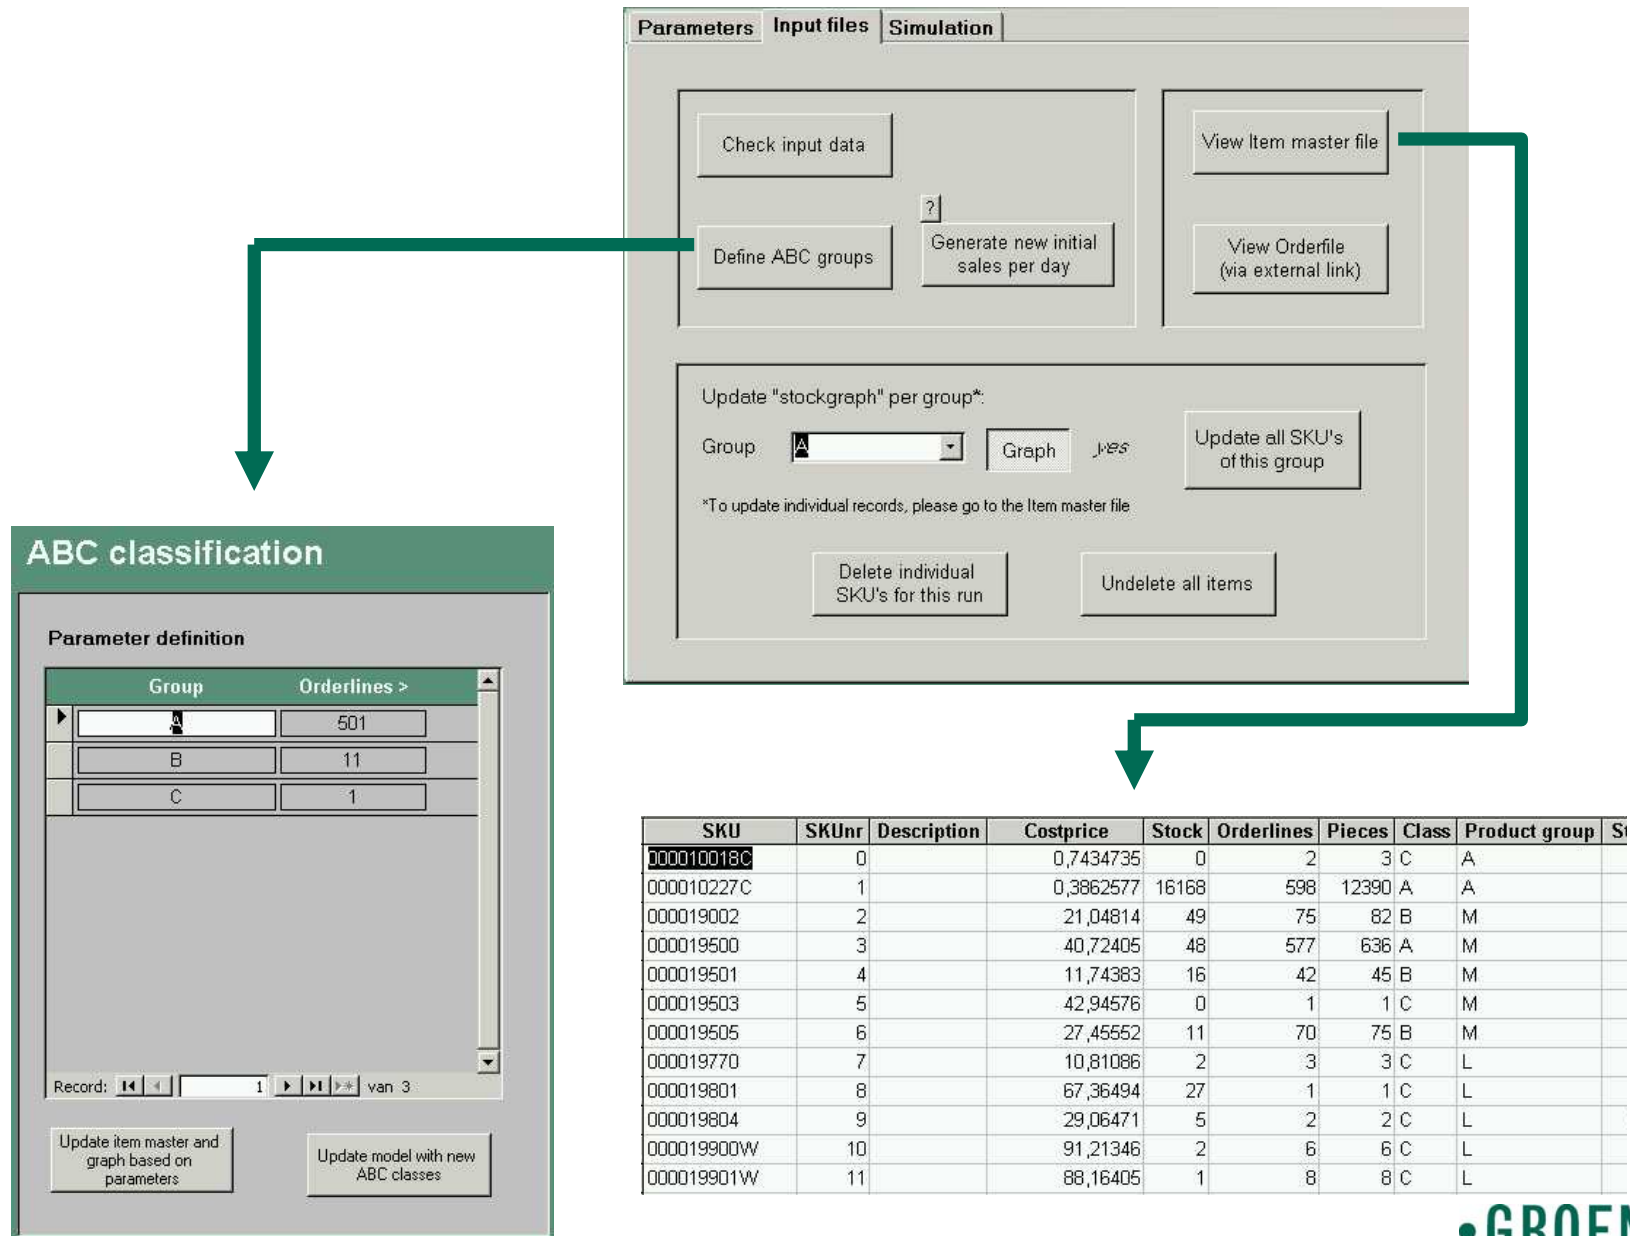 Parameters Input files Simulation
Check input data
View Item master file
?
Define ABC groups
Generate new initial
sales per day
View Orderfile
(via external link)
Update "stockgraph" per group*:
Group A Graph yes
Update all SKU's
of this group
*To update individual records, please go to the Item master file
Delete individual
SKU's for this run
Undelete all items
ABC classification
Parameter definition
Group Orderlines >
A 501
B 11
C 1
Record: 1 van 3
Update item master and
graph based on
parameters
Update model with new
ABC classes
SKU SKUnr Description Costprice Stock Orderlines Pieces Class Product group
000010018C 0 0,7434735 0 2 3 C A
000010227C 1 0,3862577 16168 598 12390 A A
000019002 2 21,04814 49 75 82 B M
000019500 3 40,72405 48 577 636 A M
000019501 4 11,74383 16 42 45 B M
000019503 5 42,94576 0 1 1 C M
000019505 6 27,45552 11 70 75 B M
000019770 7 10,81086 2 3 3 C L
000019801 8 67,36494 27 1 1 C L
000019804 9 29,06471 5 2 2 C L
000019900W 10 91,21346 2 6 6 C L
000019901W 11 88,16405 1 8 8 C L